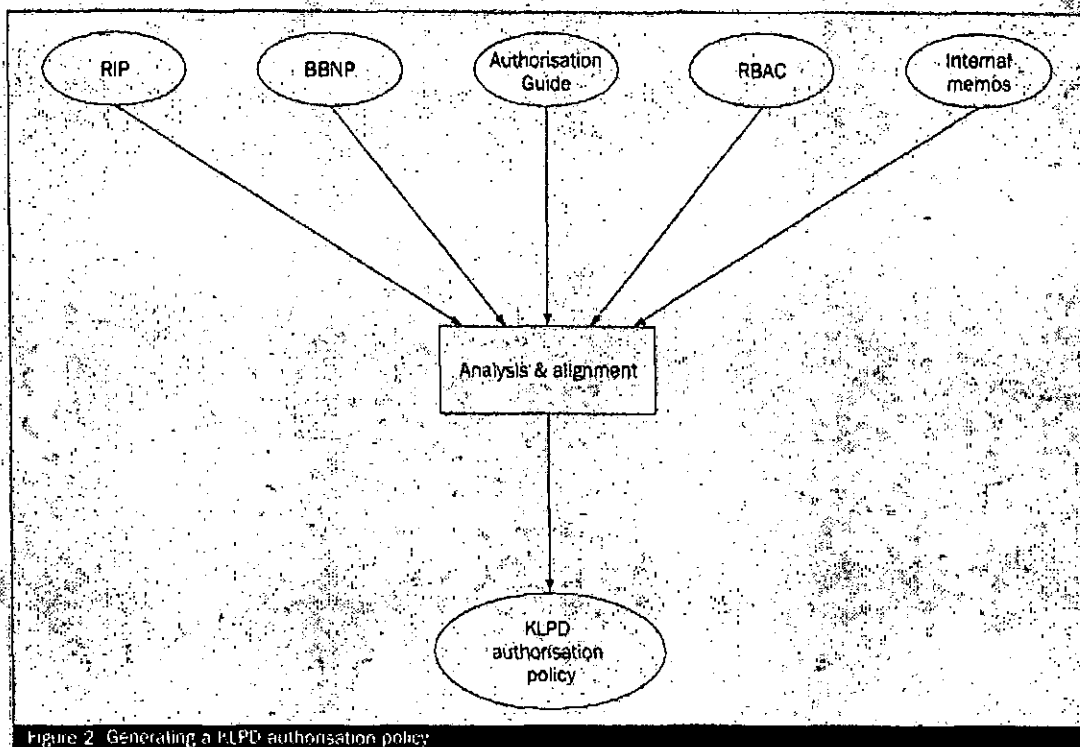 RIP
BBNP
Authorisation
Guide
RBAC
Internal
memos
Analysis & alignment
KLPD
authorisation
policy
Figure 2 Generating a KLPD authorisation policy